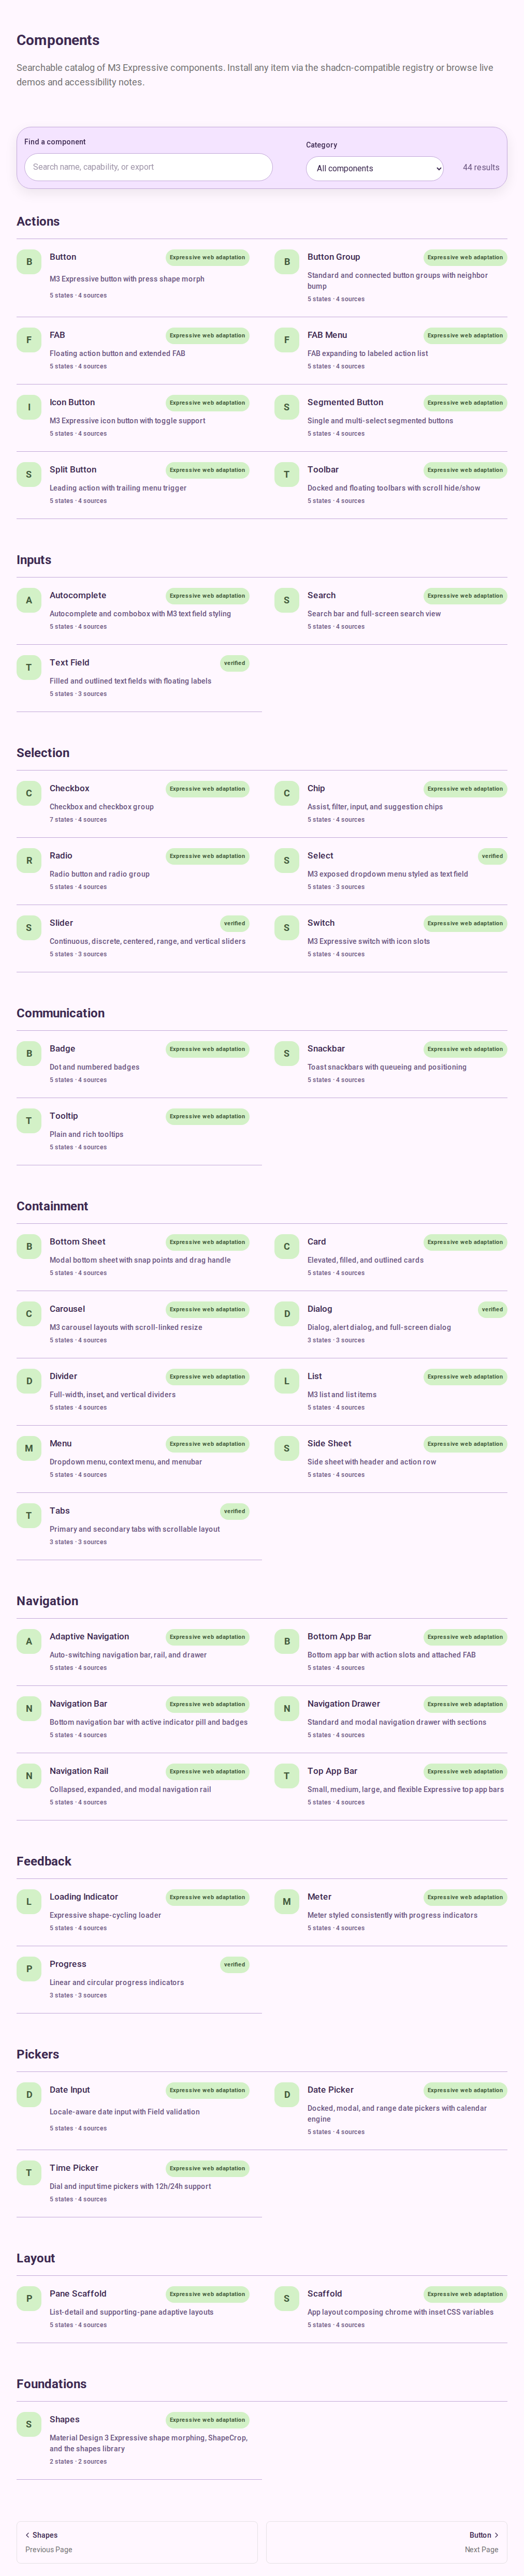 Components
Searchable catalog of M3 Expressive components. Install any item via the shadcn-compatible registry or browse live
demos and accessibility notes.
Find a component
Search name, capability, or export
Category
All components
44 results
Actions
B
Button
Expressive web adaptation
M3 Expressive button with press shape morph
5 states · 4 sources
B
Button Group
Expressive web adaptation
Standard and connected button groups with neighbor
bump
5 states · 4 sources
F
FAB
Expressive web adaptation
Floating action button and extended FAB
5 states · 4 sources
F
FAB Menu
Expressive web adaptation
FAB expanding to labeled action list
5 states · 4 sources
I
Icon Button
Expressive web adaptation
M3 Expressive icon button with toggle support
5 states · 4 sources
S
Segmented Button
Expressive web adaptation
Single and multi-select segmented buttons
5 states · 4 sources
S
Split Button
Expressive web adaptation
Leading action with trailing menu trigger
5 states · 4 sources
T
Toolbar
Expressive web adaptation
Docked and floating toolbars with scroll hide/show
5 states · 4 sources
Inputs
A
Autocomplete
Expressive web adaptation
Autocomplete and combobox with M3 text field styling
5 states · 4 sources
S
Search
Expressive web adaptation
Search bar and full-screen search view
5 states · 4 sources
T
Text Field
verified
Filled and outlined text fields with floating labels
5 states · 3 sources
Selection
C
Checkbox
Expressive web adaptation
Checkbox and checkbox group
7 states · 4 sources
C
Chip
Expressive web adaptation
Assist, filter, input, and suggestion chips
5 states · 4 sources
R
Radio
Expressive web adaptation
Radio button and radio group
5 states · 4 sources
S
Select
verified
M3 exposed dropdown menu styled as text field
5 states · 3 sources
S
Slider
verified
Continuous, discrete, centered, range, and vertical sliders
5 states · 3 sources
S
Switch
Expressive web adaptation
M3 Expressive switch with icon slots
5 states · 4 sources
Communication
B
Badge
Expressive web adaptation
Dot and numbered badges
5 states · 4 sources
S
Snackbar
Expressive web adaptation
Toast snackbars with queueing and positioning
5 states · 4 sources
T
Tooltip
Expressive web adaptation
Plain and rich tooltips
5 states · 4 sources
Containment
B
Bottom Sheet
Expressive web adaptation
Modal bottom sheet with snap points and drag handle
5 states · 4 sources
C
Card
Expressive web adaptation
Elevated, filled, and outlined cards
5 states · 4 sources
C
Carousel
Expressive web adaptation
M3 carousel layouts with scroll-linked resize
5 states · 4 sources
D
Dialog
verified
Dialog, alert dialog, and full-screen dialog
3 states · 3 sources
D
Divider
Expressive web adaptation
Full-width, inset, and vertical dividers
5 states · 4 sources
L
List
Expressive web adaptation
M3 list and list items
5 states · 4 sources
M
Menu
Expressive web adaptation
Dropdown menu, context menu, and menubar
5 states · 4 sources
S
Side Sheet
Expressive web adaptation
Side sheet with header and action row
5 states · 4 sources
T
Tabs
verified
Primary and secondary tabs with scrollable layout
3 states · 3 sources
Navigation
A
Adaptive Navigation
Expressive web adaptation
Auto-switching navigation bar, rail, and drawer
5 states · 4 sources
B
Bottom App Bar
Expressive web adaptation
Bottom app bar with action slots and attached FAB
5 states · 4 sources
N
Navigation Bar
Expressive web adaptation
Bottom navigation bar with active indicator pill and badges
5 states · 4 sources
N
Navigation Drawer
Expressive web adaptation
Standard and modal navigation drawer with sections
5 states · 4 sources
N
Navigation Rail
Expressive web adaptation
Collapsed, expanded, and modal navigation rail
5 states · 4 sources
T
Top App Bar
Expressive web adaptation
Small, medium, large, and flexible Expressive top app bars
5 states · 4 sources
Feedback
L
Loading Indicator
Expressive web adaptation
Expressive shape-cycling loader
5 states · 4 sources
M
Meter
Expressive web adaptation
Meter styled consistently with progress indicators
5 states · 4 sources
P
Progress
verified
Linear and circular progress indicators
3 states · 3 sources
Pickers
D
Date Input
Expressive web adaptation
Locale-aware date input with Field validation
5 states · 4 sources
D
Date Picker
Expressive web adaptation
Docked, modal, and range date pickers with calendar
engine
5 states · 4 sources
T
Time Picker
Expressive web adaptation
Dial and input time pickers with 12h/24h support
5 states · 4 sources
Layout
P
Pane Scaffold
Expressive web adaptation
List-detail and supporting-pane adaptive layouts
5 states · 4 sources
S
Scaffold
Expressive web adaptation
App layout composing chrome with inset CSS variables
5 states · 4 sources
Foundations
S
Shapes
Expressive web adaptation
Material Design 3 Expressive shape morphing, ShapeCrop,
and the shapes library
2 states · 2 sources
Shapes
Previous Page
Button
Next Page